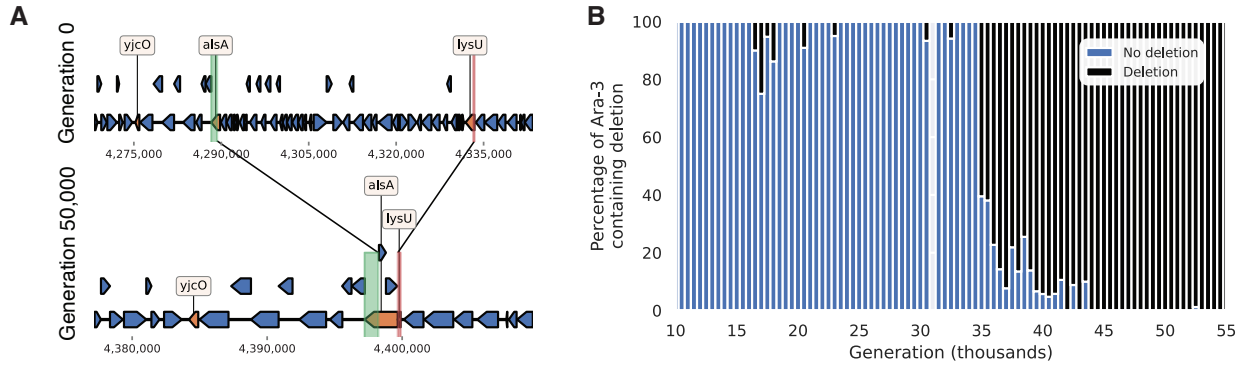 A
Generation 0
yjcO
alsA
lysU
4,275,000
4,290,000
4,305,000
4,320,000
4,335,000
Generation 50,000
alsA
lysU
yjcO
4,380,000
4,390,000
4,400,000
B
Percentage of Ara-3
containing deletion
100
80
60
40
20
0
No deletion
Deletion
10
15
20
25
30
35
40
45
50
55
Generation (thousands)